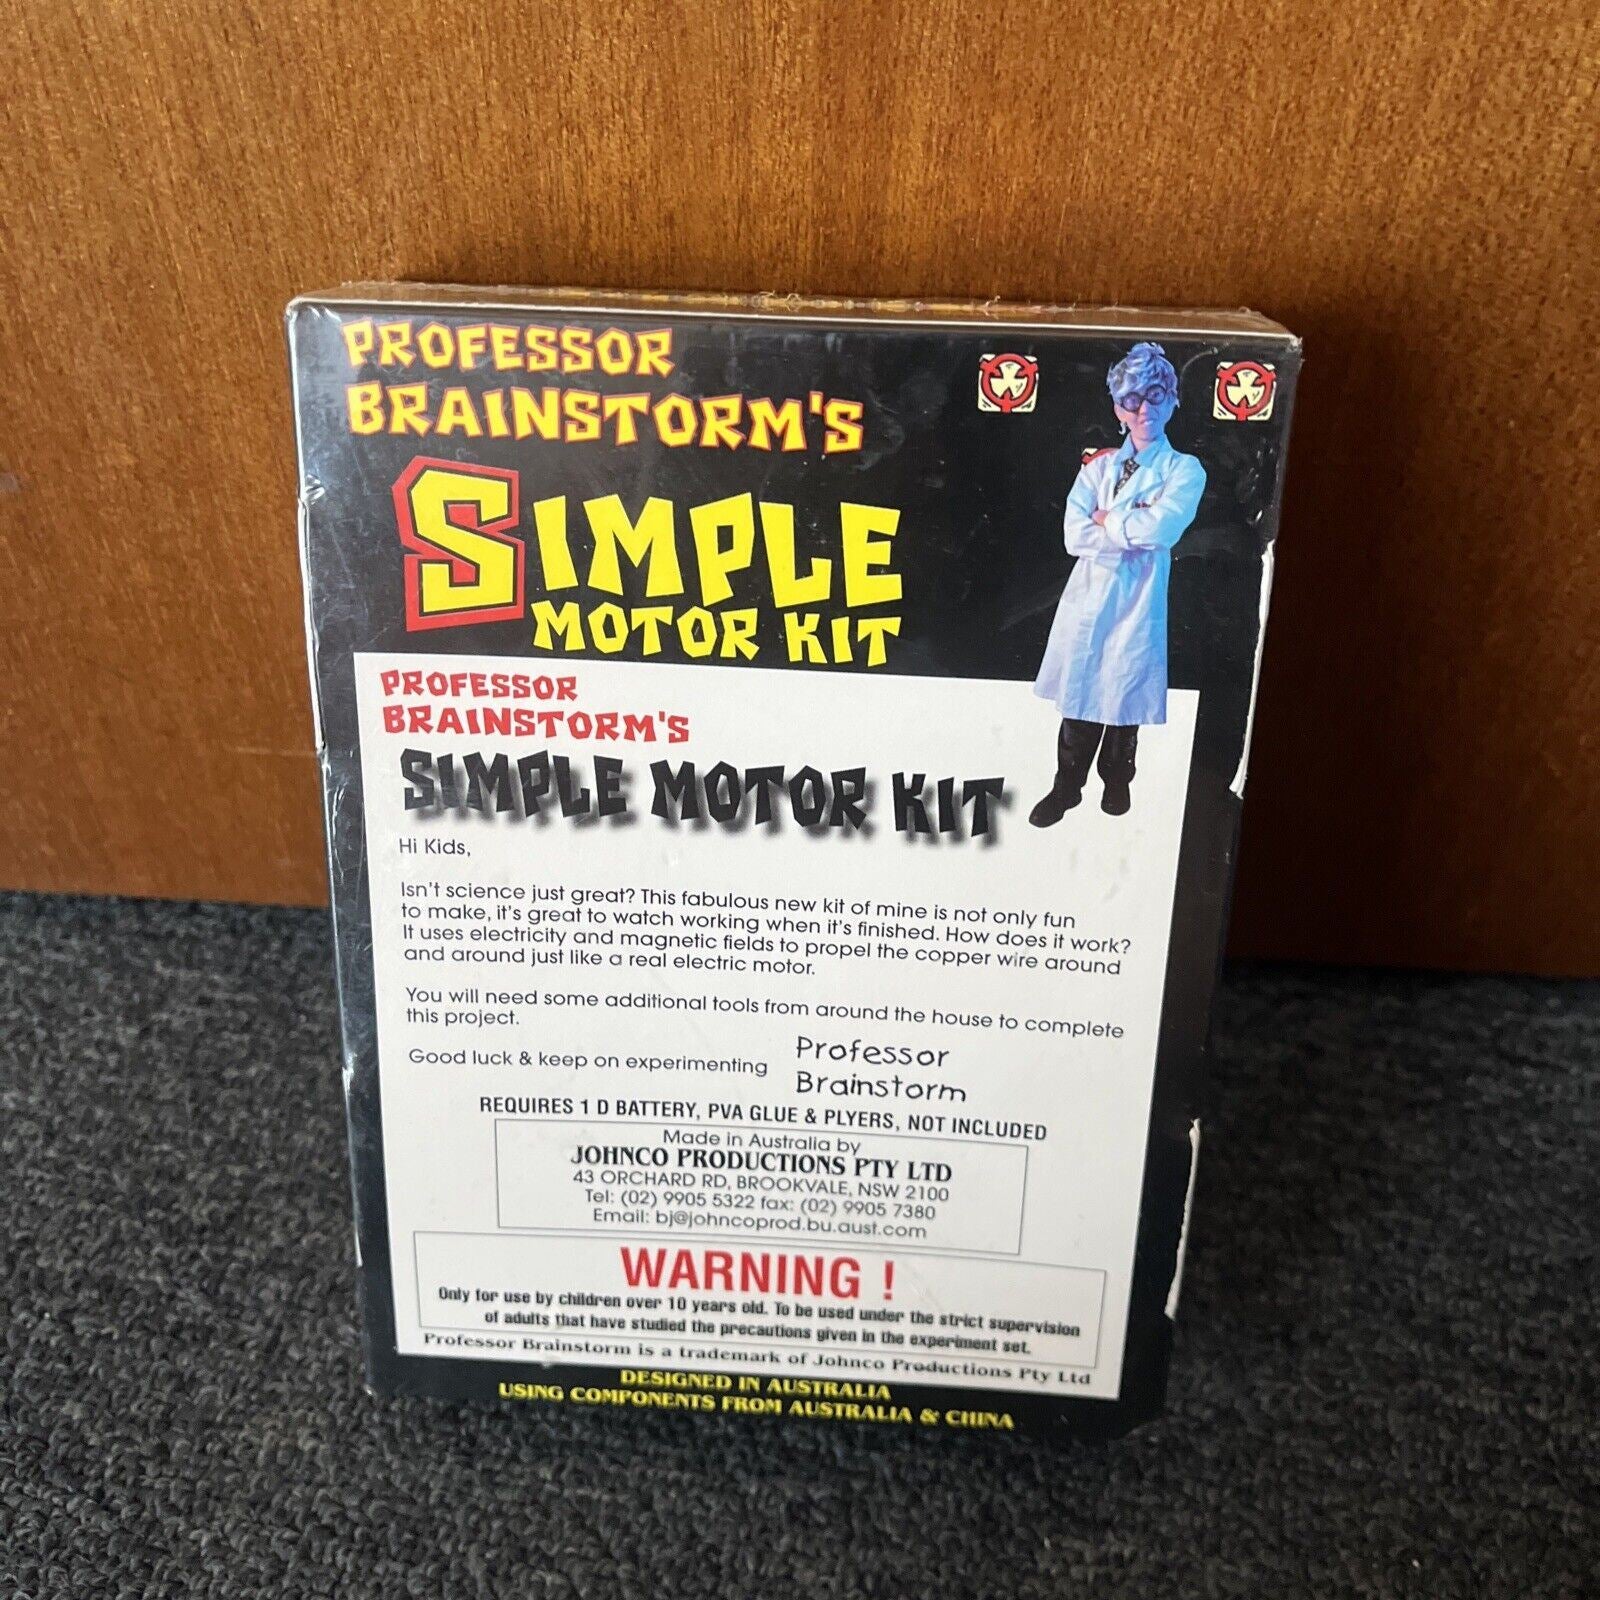 PROFESSOR
BRAINSTORM'S
SIMPLE
MOTOR KIT
PROFESSOR
BRAINSTORM'S
SIMPLE MOTOR KIT
Hi Kids,
Isn't science just great? This fabulous new kit of mine is not only fun
to make, it's great to watch working when it's finished. How does it work?
It uses electricity and magnetic fields to propel the copper wire around
and around just like a real electric motor.
You will need some additional tools from around the house to complete
this project.
Good luck & keep on experimenting
Professor
Brainstorm
REQUIRES 1 D BATTERY, PVA GLUE & PLYERS, NOT INCLUDED
Made in Australia by
JOHNCO PRODUCTIONS PTY LTD
43 ORCHARD RD, BROOKVALE, NSW 2100
Tel: (02) 9905 5322 fax: (02) 9905 7380
Email: bj@johncoprod.bu.aust.com
WARNING !
Only for use by children over 10 years old. To be used under the strict supervision
of adults that have studied the precautions given in the experiment set.
Professor Brainstorm is a trademark of Johnco Productions Pty Ltd
DESIGNED IN AUSTRALIA
USING COMPONENTS FROM AUSTRALIA & CHINA